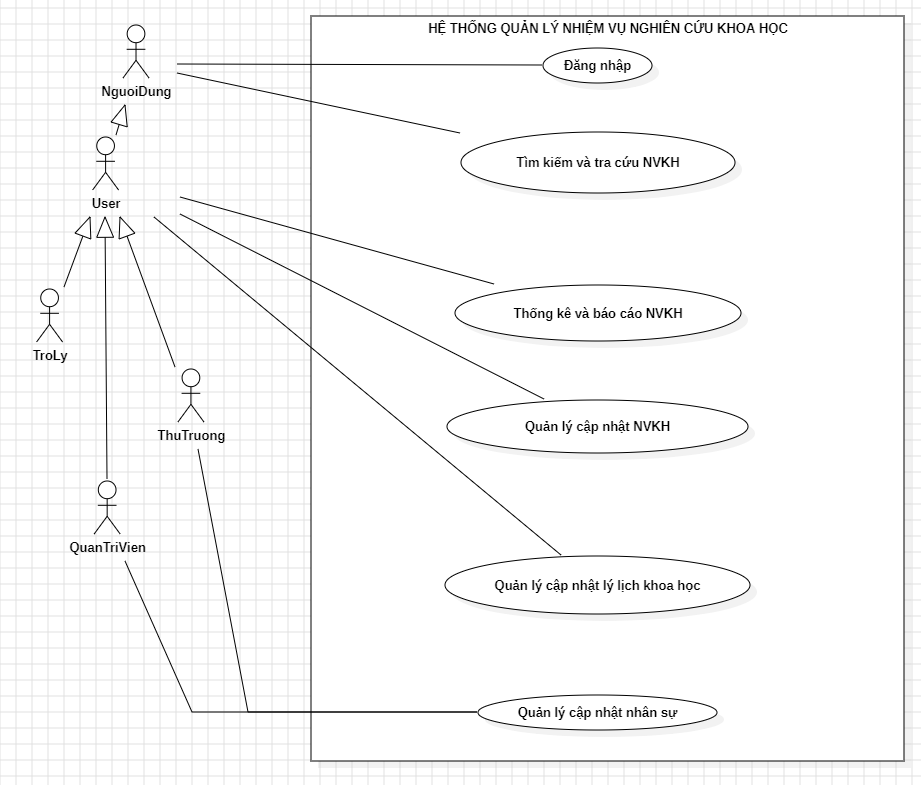 HỆ THỐNG QUẢN LÝ NHIỆM VỤ NGHIÊN CỨU KHOA HỌC
Đăng nhập
NguoiDung
Tìm kiếm và tra cứu NVKH
User
Thống kê và báo cáo NVKH
TroLy
Quản lý cập nhật NVKH
ThuTruong
QuanTriVien
Quản lý cập nhật lý lịch khoa học
Quản lý cập nhật nhân sự